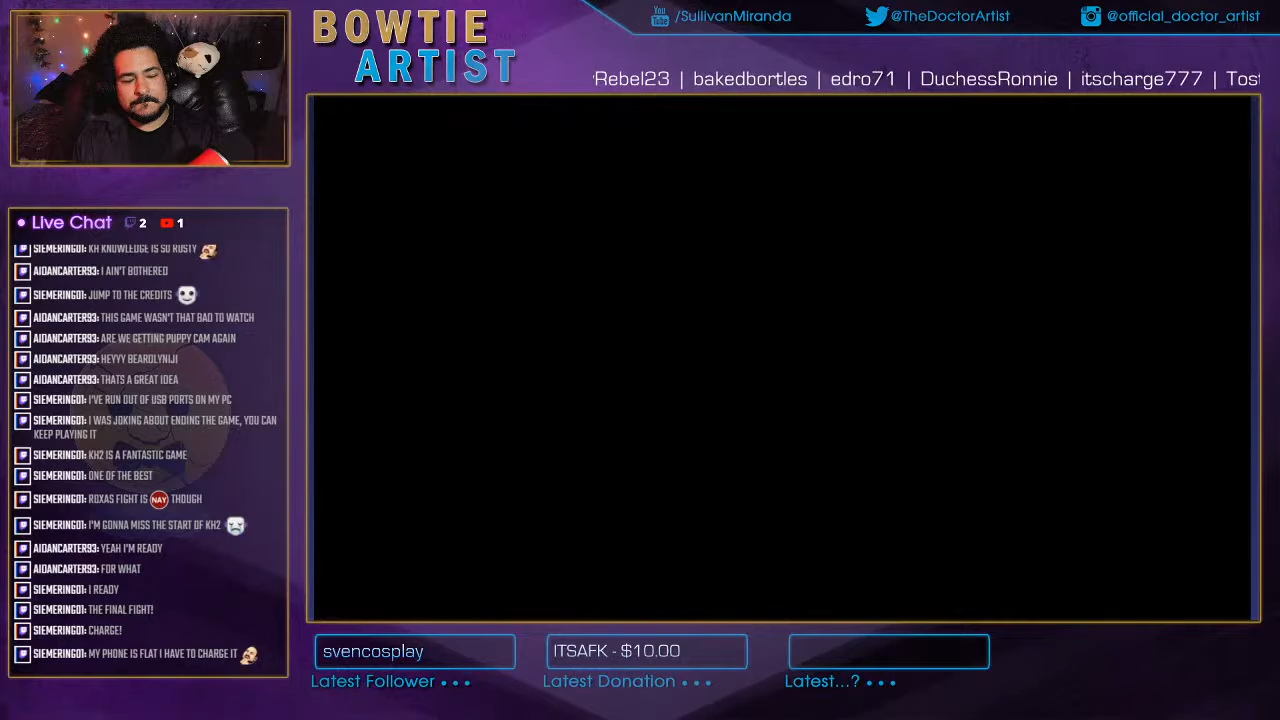 BOWTIE
ARTIST
/SullvanMiranda
@TheDoctorArtist
@official_doctor_artist
Rebel23 | bakedbortles | edro71 | DuchessRonnie | itscharge777 | Tos
Live Chat 2 1
SIEMERING01: KH KNOWLEDGE IS SO RUSTY
AIDANCARTER93: I AIN'T BOTHERED
SIEMERING01: JUMP TO THE CREDITS
AIDANCARTER93: THIS GAME WASN'T THAT BAD TO WATCH
AIDANCARTER93: ARE WE GETTING PUPPY CAM AGAIN
AIDANCARTER93: HEYYY BEARDLYNIJI
AIDANCARTER93: THATS A GREAT IDEA
SIEMERING01: I'VE RUN OUT OF USB PORTS ON MY PC
SIEMERING01: I WAS JOKING ABOUT ENDING THE GAME, YOU CAN
KEEP PLAYING IT
SIEMERING01: KH2 IS A FANTASTIC GAME
SIEMERING01: ONE OF THE BEST
SIEMERING01: ROXAS FIGHT IS NAY THOUGH
SIEMERING01: I'M GONNA MISS THE START OF KH2
AIDANCARTER93: YEAH I'M READY
AIDANCARTER93: FOR WHAT
SIEMERING01: I READY
SIEMERING01: THE FINAL FIGHT!
SIEMERING01: CHARGE!
SIEMERING01: MY PHONE IS FLAT I HAVE TO CHARGE IT
svencosplay
Latest Follower •••
ITSAFK - $10.00
Latest Donation •••
Latest...? •••